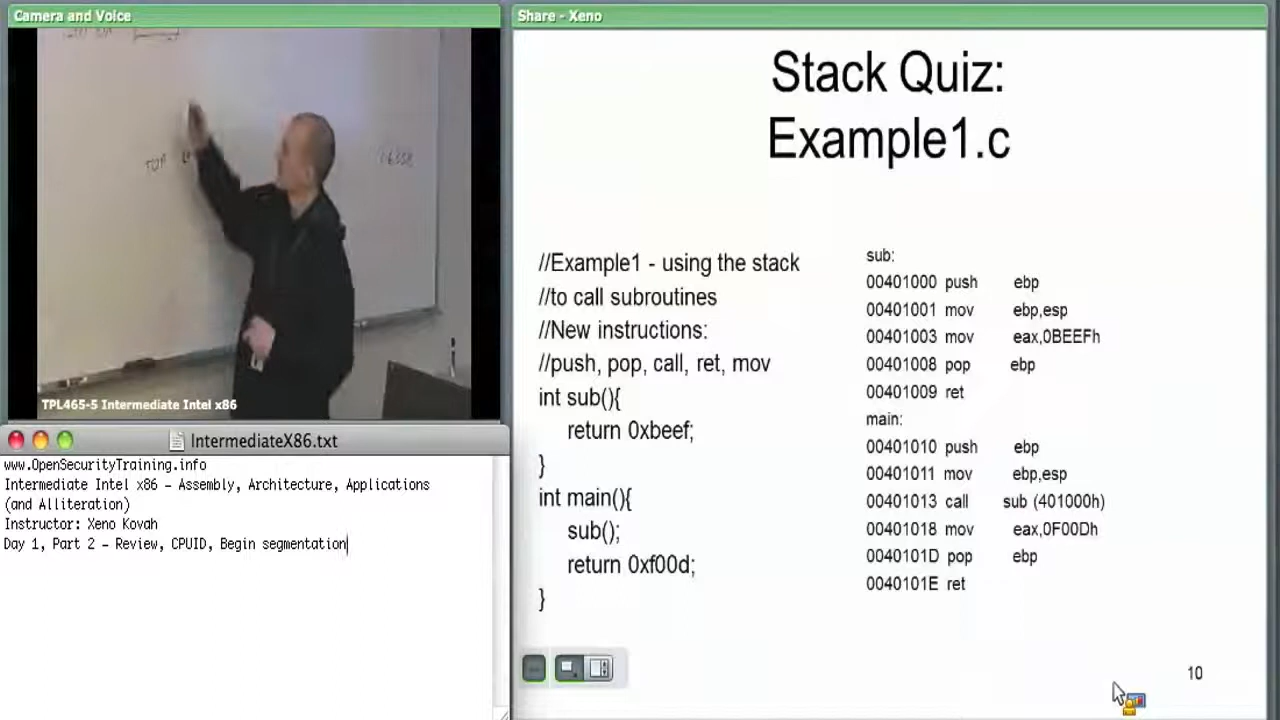 Camera and Voice
TOP
TPL465-5 Intermediate Intel x86
IntermediateX86.txt
www.OpenSecurityTraining.info
Intermediate Intel x86 – Assembly, Architecture, Applications
(and Alliteration)
Instructor: Xeno Kovah
Day 1, Part 2 – Review, CPUID, Begin segmentation
Share - Xeno
Stack Quiz:
Example1.c
//Example1 - using the stack
//to call subroutines
//New instructions:
//push, pop, call, ret, mov
int sub(){
return 0xbeef;
}
int main(){
sub();
return 0xf00d;
}
sub:
00401000 push ebp
00401001 mov ebp,esp
00401003 mov eax,0BEEFh
00401008 pop ebp
00401009 ret
main:
00401010 push ebp
00401011 mov ebp,esp
00401013 call sub (401000h)
00401018 mov eax,0F00Dh
0040101D pop ebp
0040101E ret
10